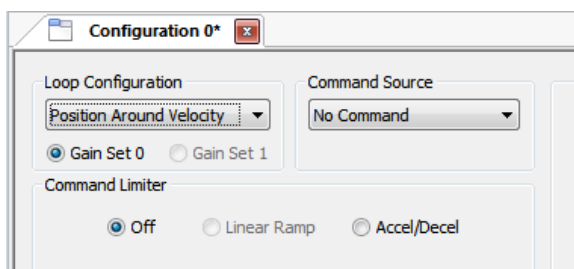 Configuration 0*
Loop Configuration
Command Source
Position Around Velocity
No Command
Gain Set 0
Gain Set 1
Command Limiter
Off
Linear Ramp
Accel/Decel